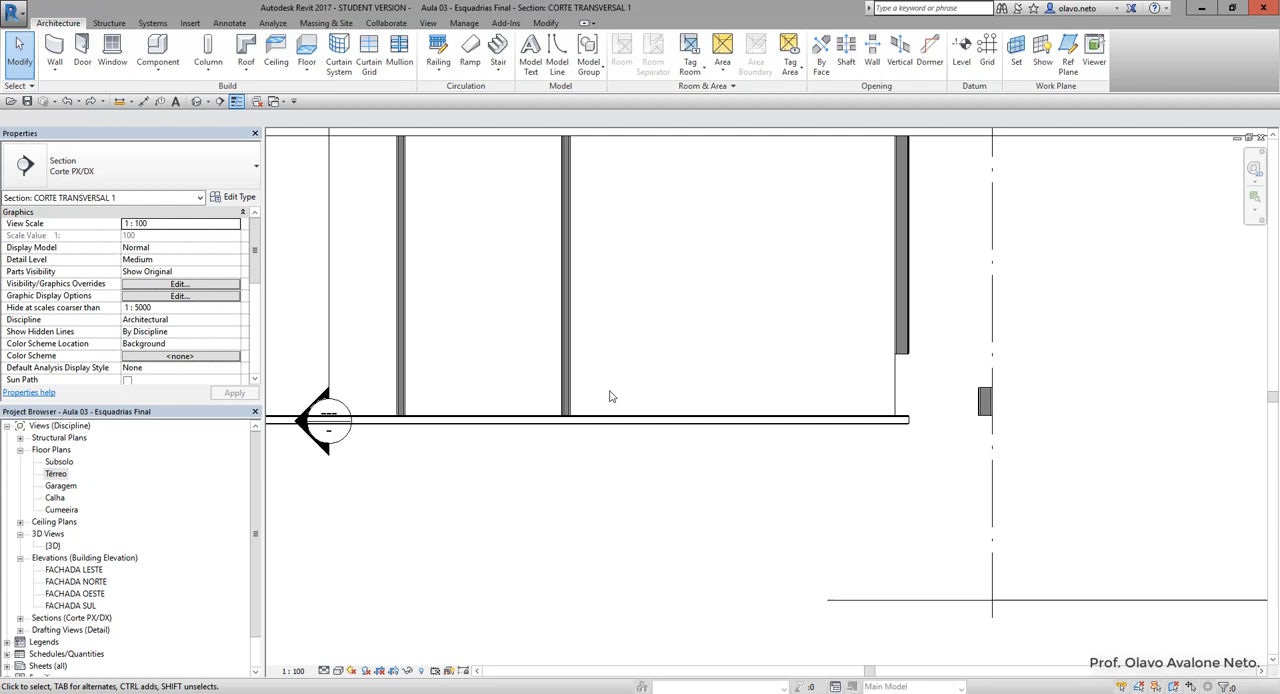 Autodesk Revit 2017 - STUDENT VERSION - Aula 03 - Esquadrias Final - Section: CORTE TRANSVERSAL 1
Type a keyword or phrase
olavo.neto
Architecture Structure Systems Insert Annotate Analyze Massing & Site Collaborate View Manage Add-Ins Modify
Modify Wall Door Window Component Column Roof Ceiling Floor Curtain System Curtain Grid Mullion Railing Ramp Stair Model Text Model Line Model Group Room Room Separator Tag Room Area Area Boundary Tag Area By Face Shaft Wall Vertical Dormer Level Grid Set Show Ref Plane Viewer
Select Build Circulation Model Room & Area Opening Datum Work Plane
Properties
Section
Corte PX/DX
Section: CORTE TRANSVERSAL 1 Edit Type
Graphics
View Scale 1 : 100
Scale Value 1: 100
Display Model Normal
Detail Level Medium
Parts Visibility Show Original
Visibility/Graphics Overrides Edit...
Graphic Display Options Edit...
Hide at scales coarser than 1 : 5000
Discipline Architectural
Show Hidden Lines By Discipline
Color Scheme Location Background
Color Scheme <none>
Default Analysis Display Style None
Sun Path
Properties help Apply
Project Browser - Aula 03 - Esquadrias Final
Views (Discipline)
Structural Plans
Floor Plans
Subsolo
Térreo
Garagem
Calha
Cumeeira
Ceiling Plans
3D Views
{3D}
Elevations (Building Elevation)
FACHADA LESTE
FACHADA NORTE
FACHADA OESTE
FACHADA SUL
Sections (Corte PX/DX)
Drafting Views (Detail)
Legends
Schedules/Quantities
Sheets (all)
1 : 100
Prof. Olavo Avalone Neto.
Click to select, TAB for alternates, CTRL adds, SHIFT unselects.
:0
Main Model
:0